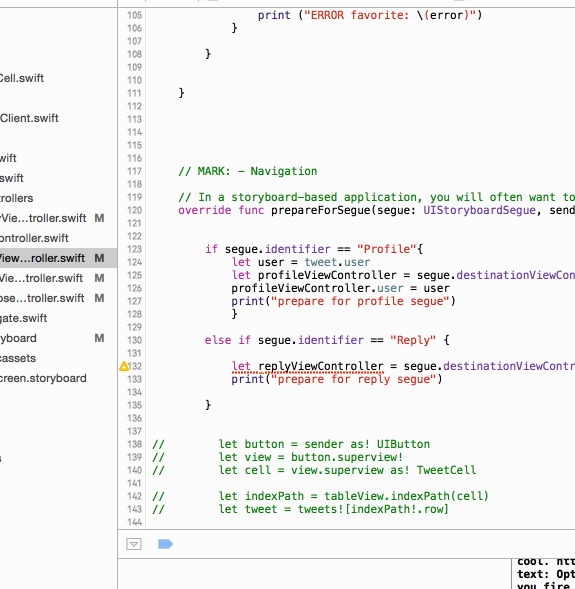 Cell.swift
Client.swift
wift
swift
rollers
yVie...troller.swift M
ontroller.swift
View...roller.swift M
Vie...troller.swift M
ose...troller.swift M
gate.swift
yboard M
cassets
creen.storyboard
s
105 print ("ERROR favorite: \(error)")
106 }
107
108 }
109
110
111 }
112
113
114
115
116
117 // MARK: - Navigation
118
119 // In a storyboard-based application, you will often want to
120 override func prepareForSegue(segue: UIStoryboardSegue, send
121
122
123 if segue.identifier == "Profile"{
124 let user = tweet.user
125 let profileViewController = segue.destinationViewCon
126 profileViewController.user = user
127 print("prepare for profile segue")
128 }
129
130 else if segue.identifier == "Reply" {
131
132 let replyViewController = segue.destinationViewContr
133 print("prepare for reply segue")
134
135 }
136
137
138 // let button = sender as! UIButton
139 // let view = button.superview!
140 // let cell = view.superview as! TweetCell
141
142 // let indexPath = tableView.indexPath(cell)
143 // let tweet = tweets![indexPath!.row]
144
cool. htt
text: Opt
you fire